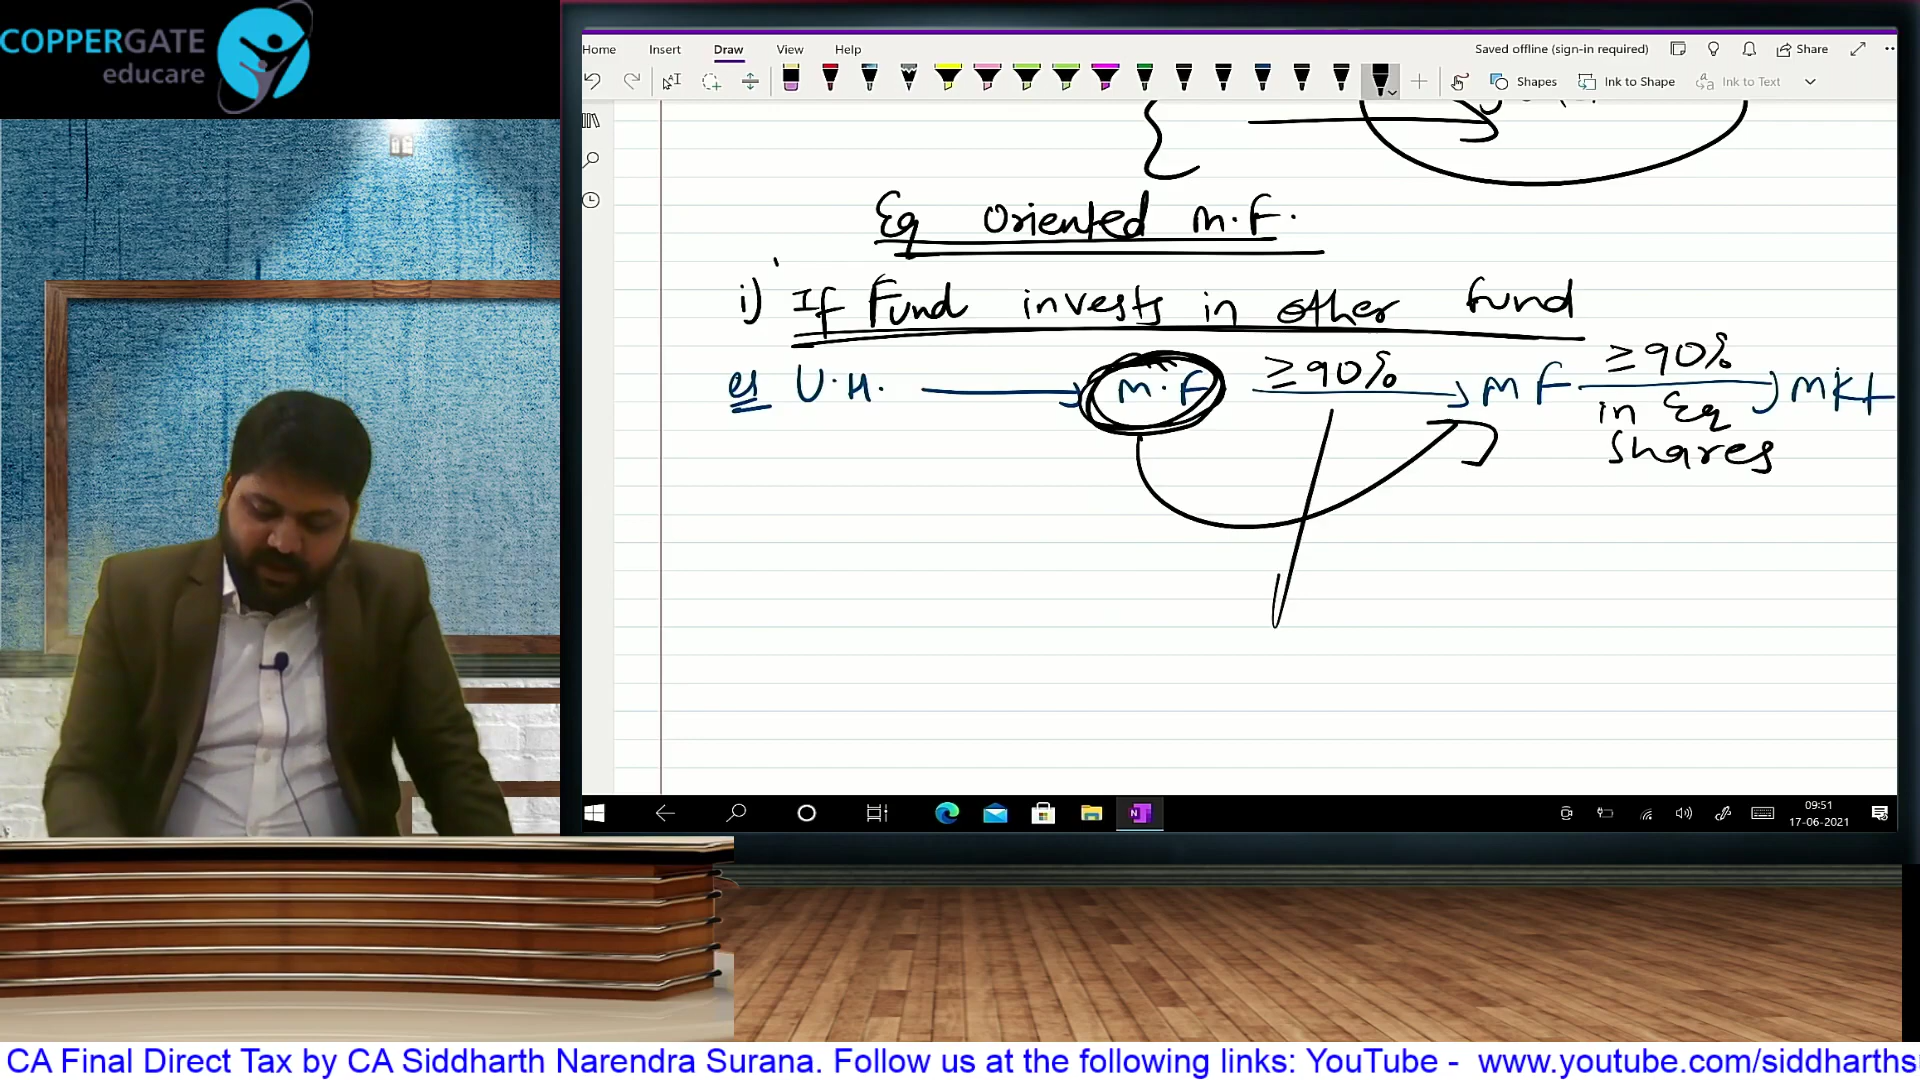 COPPERGATE
educare
Home Insert Draw View Help
Saved offline (sign-in required) Share
Shapes Ink to Shape Ink to Text
Eq Oriented M.F.
i) If Fund invests in other fund
eg U.H. M.F ≥90% MF ≥90% Mkt
in Eq
Shares
09:51
17-06-2021
CA Final Direct Tax by CA Siddharth Narendra Surana. Follow us at the following links: YouTube - www.youtube.com/siddharths